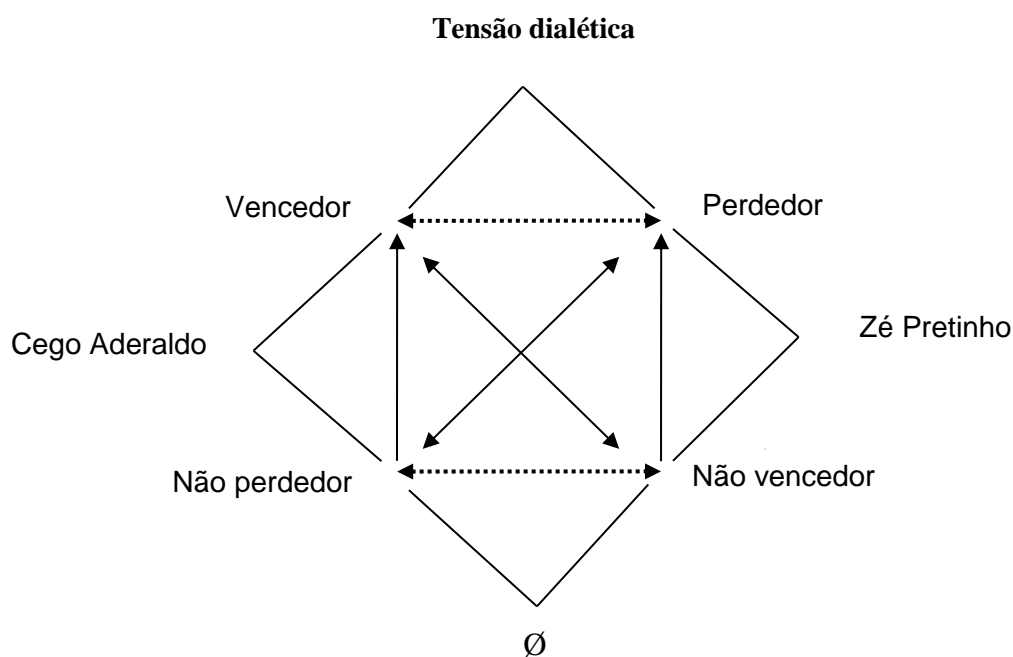 Tensão dialética
Vencedor
Perdedor
Cego Aderaldo
Zé Pretinho
Não perdedor
Não vencedor
Ø